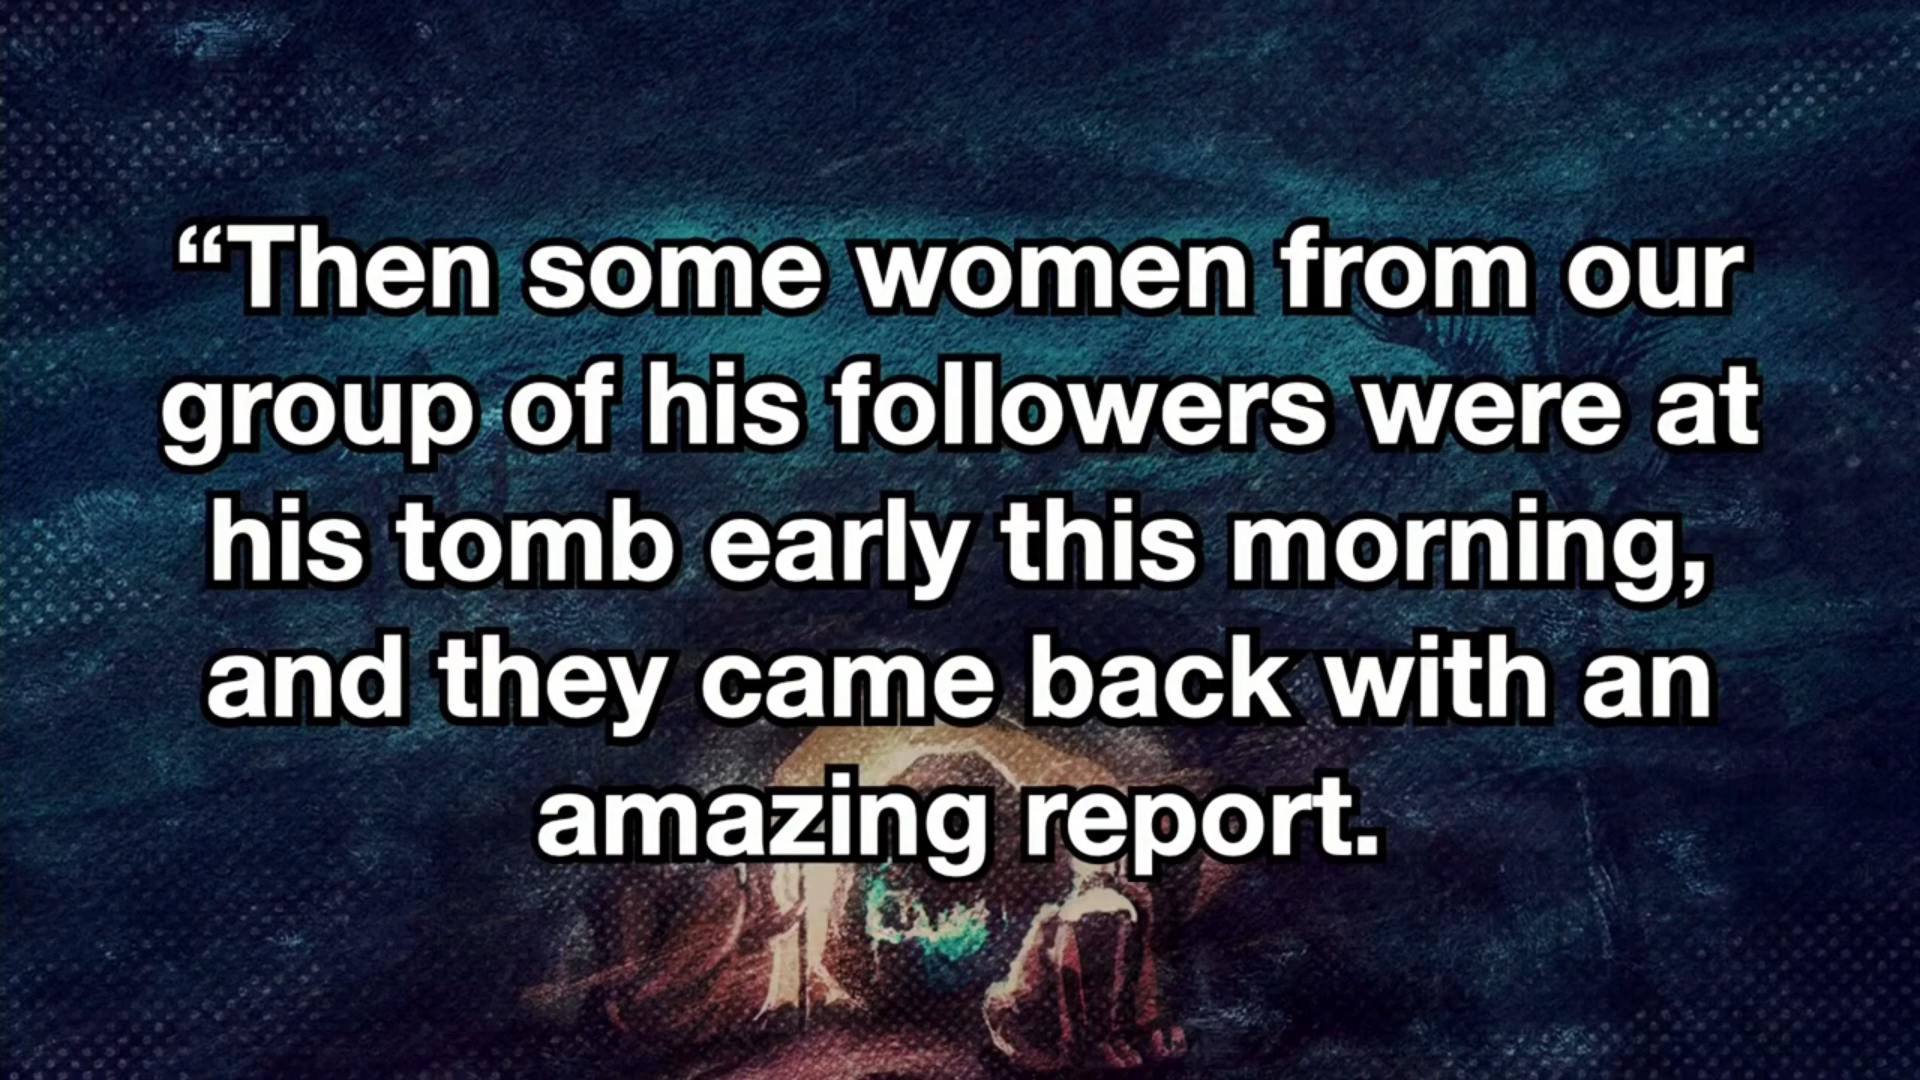 “Then some women from our
group of his followers were at
his tomb early this morning,
and they came back with an
amazing report.